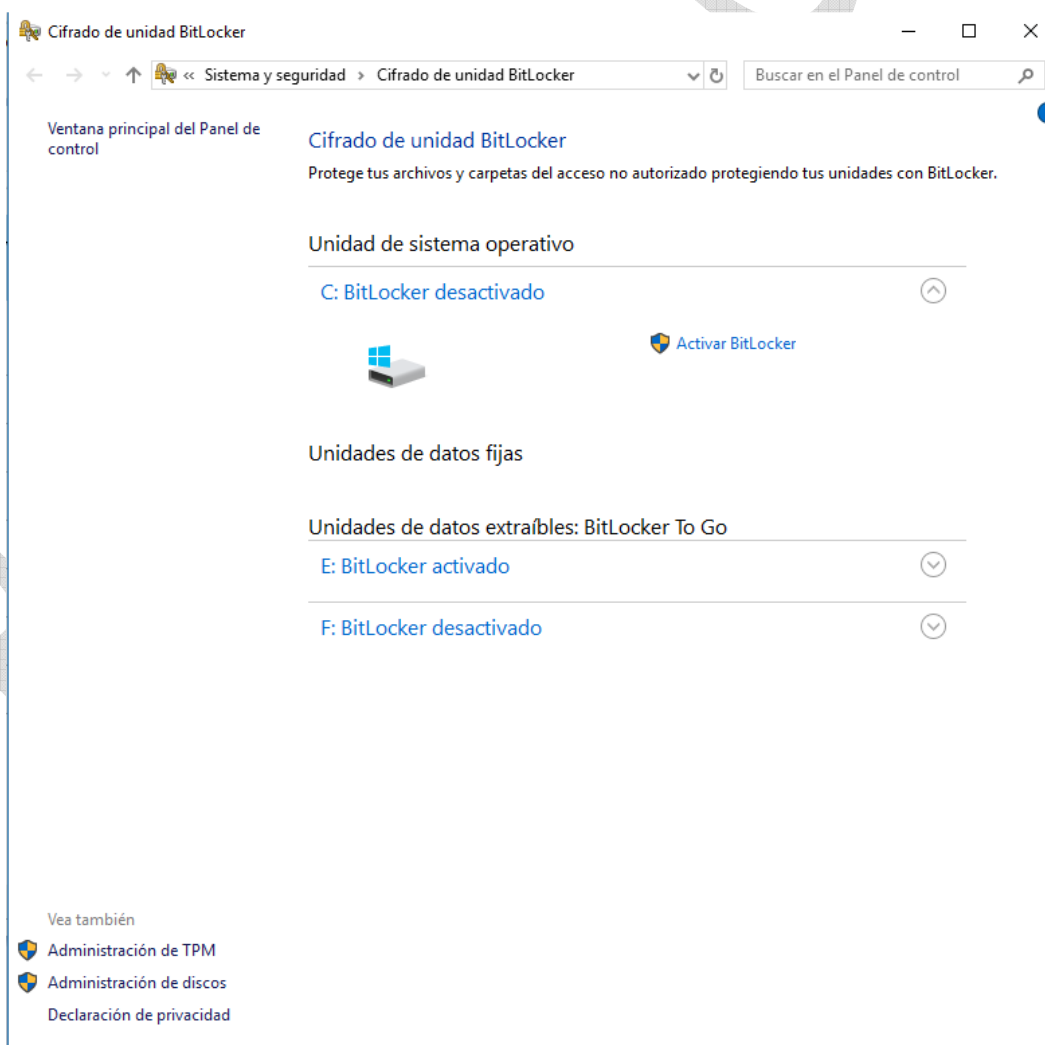 Cifrado de unidad BitLocker
« Sistema y seguridad › Cifrado de unidad BitLocker
Buscar en el Panel de control
Ventana principal del Panel de
control
Cifrado de unidad BitLocker
Protege tus archivos y carpetas del acceso no autorizado protegiendo tus unidades con BitLocker.
Unidad de sistema operativo
C: BitLocker desactivado
Activar BitLocker
Unidades de datos fijas
Unidades de datos extraíbles: BitLocker To Go
E: BitLocker activado
F: BitLocker desactivado
Vea también
Administración de TPM
Administración de discos
Declaración de privacidad